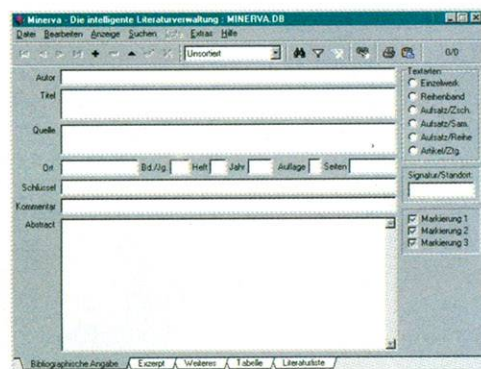 Minerva - Die intelligente Literaturverwaltung : MINERVA.DB
Datei Bearbeiten Anzeige Suchen Extras Hilfe
Unsortiert 0/0
Autor
Titel
Quelle
Ort Bd./Jg. Heft Jahr Auflage Seiten
Schlüssel
Kommentar
Abstract
Textarten
Einzelwerk
Reihenband
Aufsatz/Zsch.
Aufsatz/Sam.
Aufsatz/Reihe
Artikel/Ztg.
Signatur/Standort
Markierung 1
Markierung 2
Markierung 3
Bibliographische Angabe Exzerpt Weiteres Tabelle Literaturliste